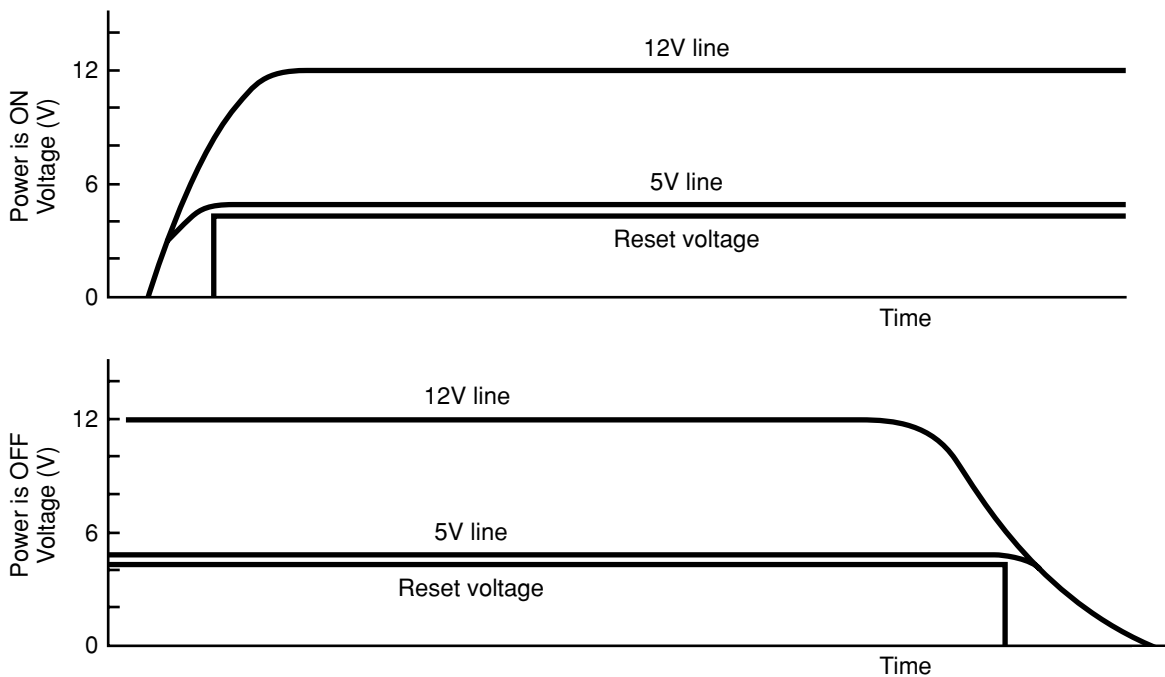 Power is ON
Voltage (V)
12
6
0
12V line
5V line
Reset voltage
Time
Power is OFF
Voltage (V)
12
6
0
12V line
5V line
Reset voltage
Time